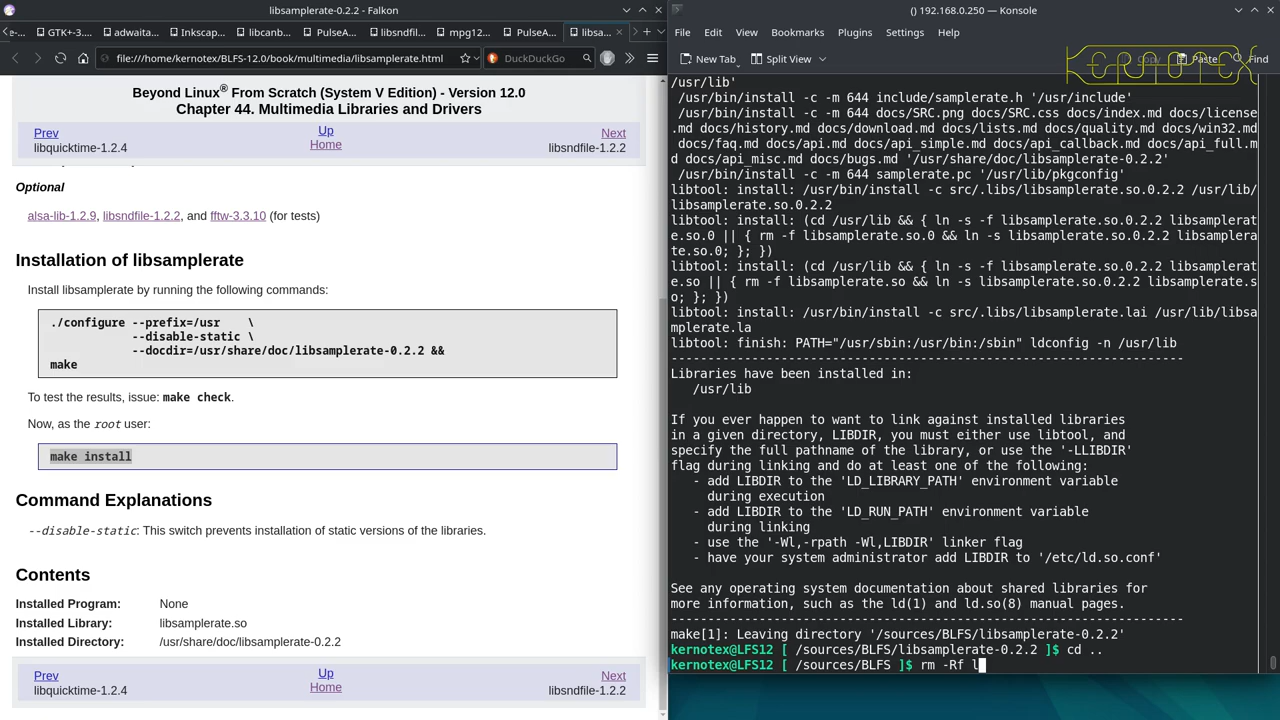 libsamplerate-0.2.2 - Falkon
e-...
GTK+-3....
adwaita...
Inkscap...
libcanb...
PulseA...
libsndfil...
mpg12...
PulseA...
libsa...
file:///home/kernotex/BLFS-12.0/book/multimedia/libsamplerate.html
DuckDuckGo
Beyond Linux® From Scratch (System V Edition) - Version 12.0
Chapter 44. Multimedia Libraries and Drivers
Prev
Up
Next
libquicktime-1.2.4
Home
libsndfile-1.2.2
Optional
alsa-lib-1.2.9, libsndfile-1.2.2, and fftw-3.3.10 (for tests)
Installation of libsamplerate
Install libsamplerate by running the following commands:
./configure --prefix=/usr    \
            --disable-static \
            --docdir=/usr/share/doc/libsamplerate-0.2.2 &&
make
To test the results, issue: make check.
Now, as the root user:
make install
Command Explanations
--disable-static: This switch prevents installation of static versions of the libraries.
Contents
Installed Program: None
Installed Library: libsamplerate.so
Installed Directory: /usr/share/doc/libsamplerate-0.2.2
Prev
Up
Next
libquicktime-1.2.4
Home
libsndfile-1.2.2
() 192.168.0.250 — Konsole
File Edit View Bookmarks Plugins Settings Help
New Tab Split View Copy Paste Find
KERNOTEX
/usr/lib'
 /usr/bin/install -c -m 644 include/samplerate.h '/usr/include'
 /usr/bin/install -c -m 644 docs/SRC.png docs/SRC.css docs/index.md docs/license
.md docs/history.md docs/download.md docs/lists.md docs/quality.md docs/win32.md
 docs/faq.md docs/api.md docs/api_simple.md docs/api_callback.md docs/api_full.m
d docs/api_misc.md docs/bugs.md '/usr/share/doc/libsamplerate-0.2.2'
 /usr/bin/install -c -m 644 samplerate.pc '/usr/lib/pkgconfig'
libtool: install: /usr/bin/install -c src/.libs/libsamplerate.so.0.2.2 /usr/lib/
libsamplerate.so.0.2.2
libtool: install: (cd /usr/lib && { ln -s -f libsamplerate.so.0.2.2 libsamplerat
e.so.0 || { rm -f libsamplerate.so.0 && ln -s libsamplerate.so.0.2.2 libsamplera
te.so.0; }; })
libtool: install: (cd /usr/lib && { ln -s -f libsamplerate.so.0.2.2 libsamplerat
e.so || { rm -f libsamplerate.so && ln -s libsamplerate.so.0.2.2 libsamplerate.s
o; }; })
libtool: install: /usr/bin/install -c src/.libs/libsamplerate.lai /usr/lib/libsa
mplerate.la
libtool: finish: PATH="/usr/sbin:/usr/bin:/sbin" ldconfig -n /usr/lib
----------------------------------------------------------------------
Libraries have been installed in:
   /usr/lib
If you ever happen to want to link against installed libraries
in a given directory, LIBDIR, you must either use libtool, and
specify the full pathname of the library, or use the '-LLIBDIR'
flag during linking and do at least one of the following:
   - add LIBDIR to the 'LD_LIBRARY_PATH' environment variable
     during execution
   - add LIBDIR to the 'LD_RUN_PATH' environment variable
     during linking
   - use the '-Wl,-rpath -Wl,LIBDIR' linker flag
   - have your system administrator add LIBDIR to '/etc/ld.so.conf'
See any operating system documentation about shared libraries for
more information, such as the ld(1) and ld.so(8) manual pages.
----------------------------------------------------------------------
make[1]: Leaving directory '/sources/BLFS/libsamplerate-0.2.2'
kernotex@LFS12 [ /sources/BLFS/libsamplerate-0.2.2 ]$ cd ..
kernotex@LFS12 [ /sources/BLFS ]$ rm -Rf l